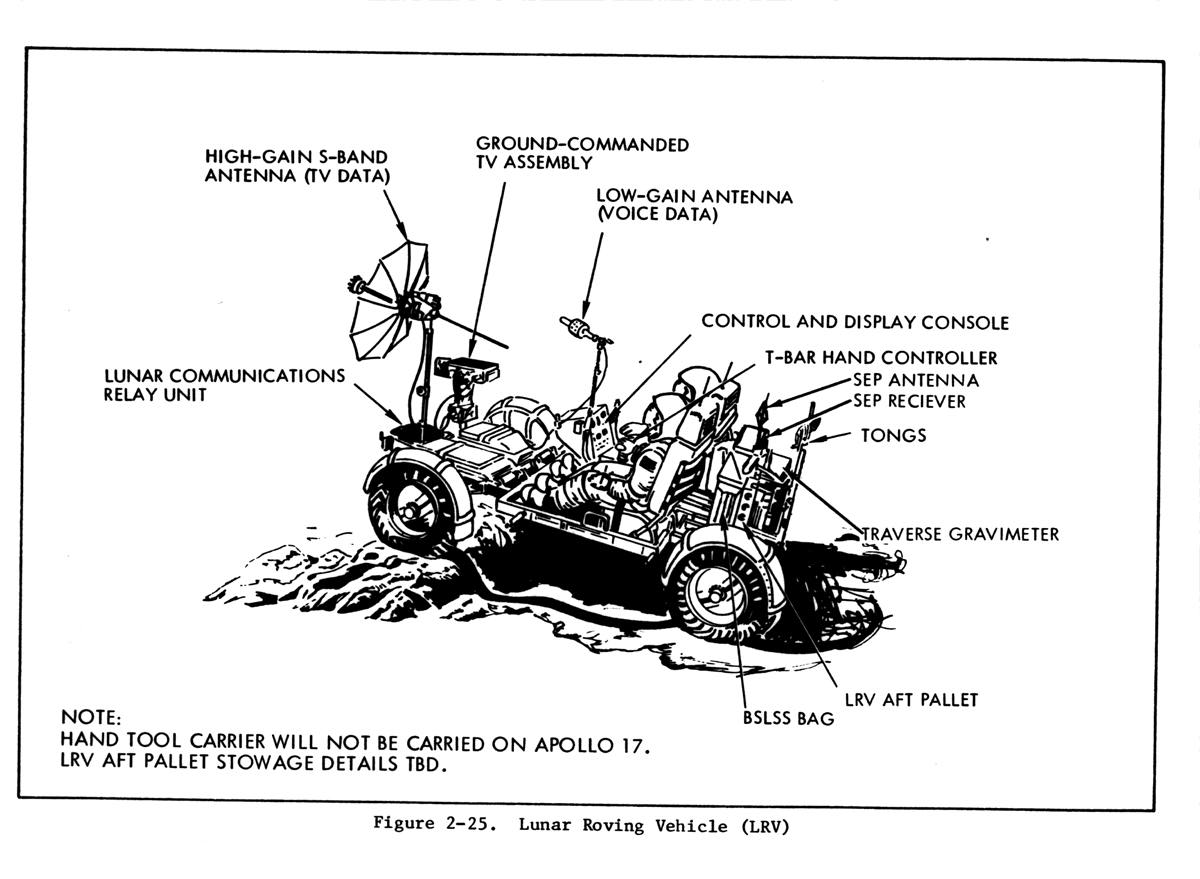 HIGH-GAIN S-BAND
ANTENNA (TV DATA)
GROUND-COMMANDED
TV ASSEMBLY
LOW-GAIN ANTENNA
(VOICE DATA)
CONTROL AND DISPLAY CONSOLE
T-BAR HAND CONTROLLER
SEP ANTENNA
SEP RECIEVER
TONGS
LUNAR COMMUNICATIONS
RELAY UNIT
TRAVERSE GRAVIMETER
LRV AFT PALLET
BSLSS BAG
NOTE:
HAND TOOL CARRIER WILL NOT BE CARRIED ON APOLLO 17.
LRV AFT PALLET STOWAGE DETAILS TBD.
Figure 2-25. Lunar Roving Vehicle (LRV)